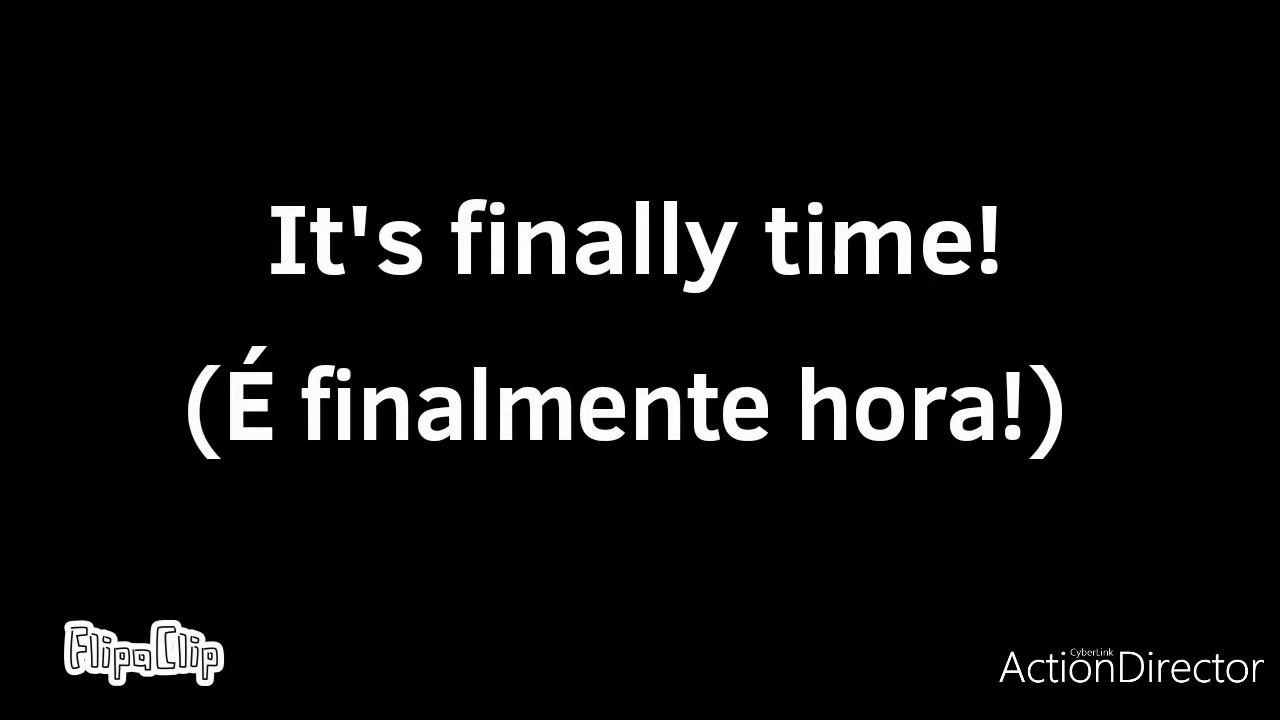 It's finally time!
(É finalmente hora!)
FlipaClip
CyberLink
ActionDirector